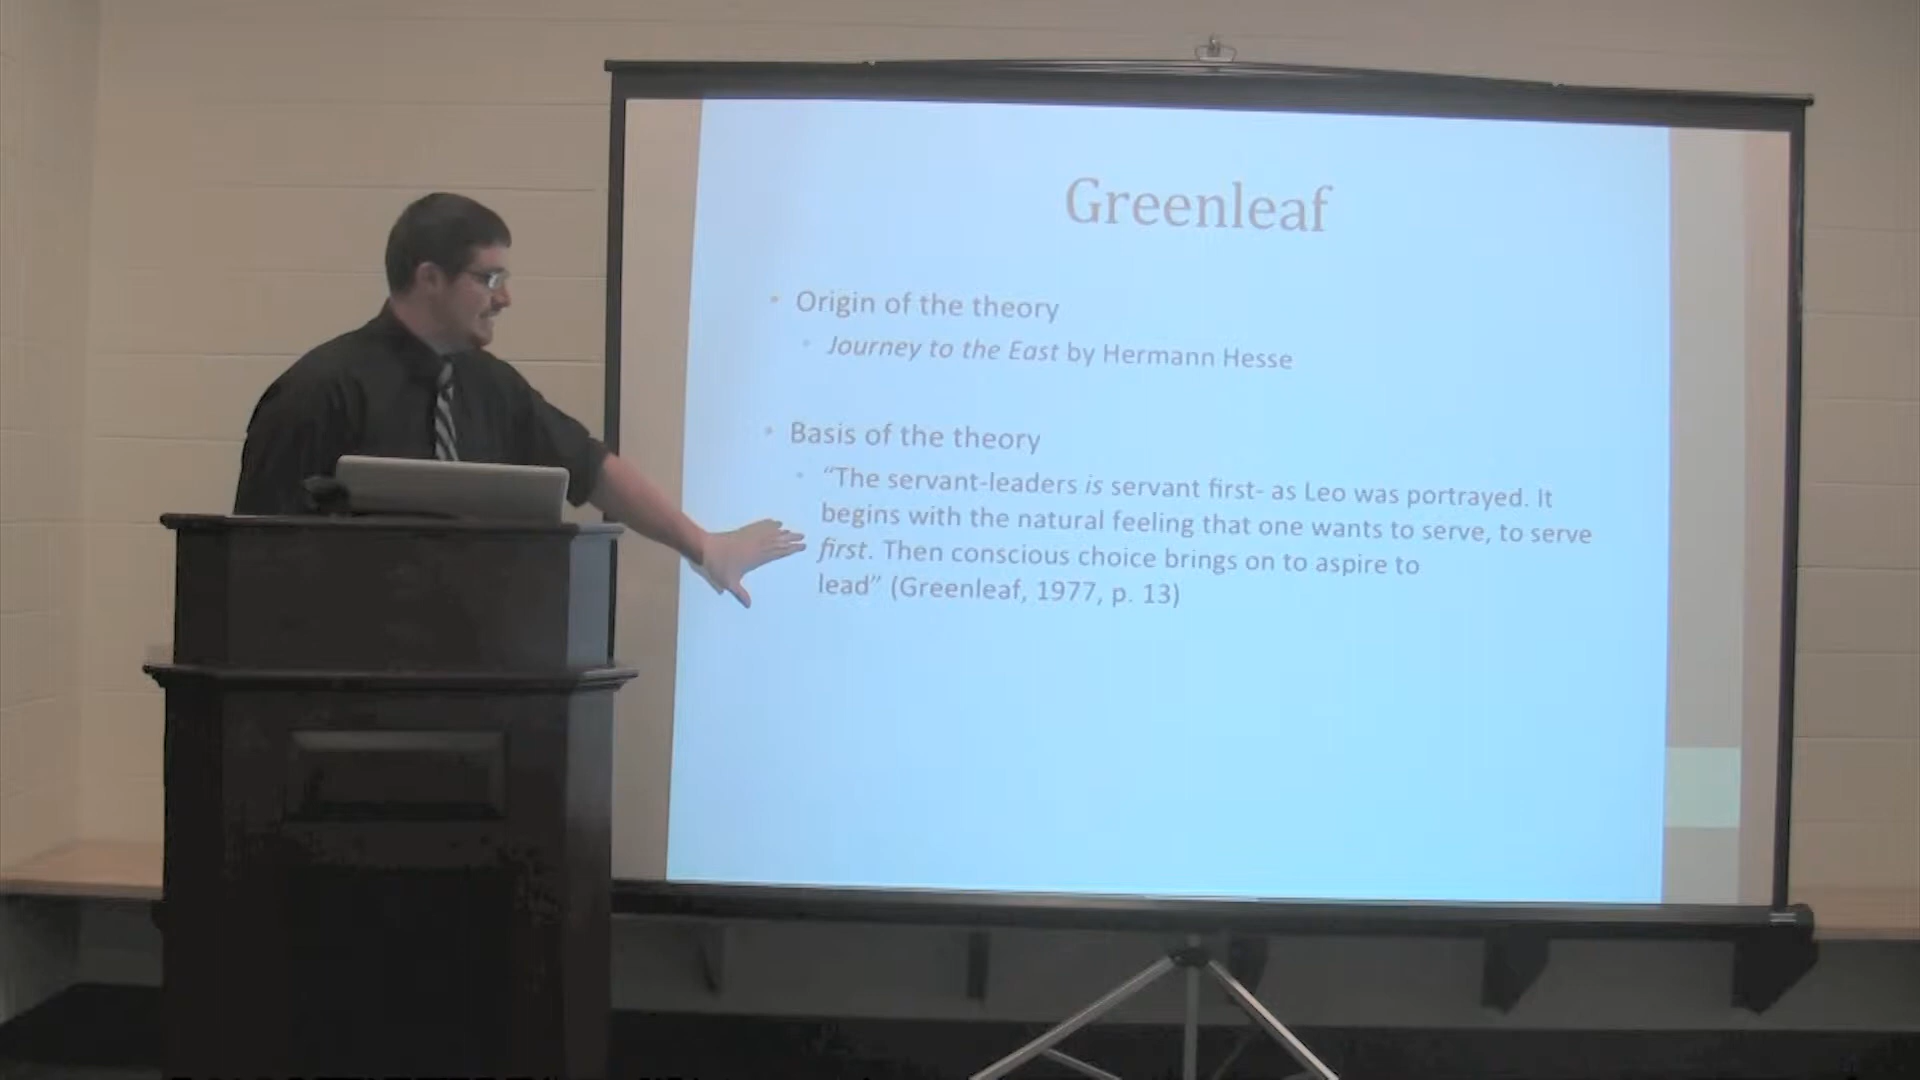 Greenleaf
• Origin of the theory
• Journey to the East by Hermann Hesse
• Basis of the theory
• “The servant-leaders is servant first- as Leo was portrayed. It
begins with the natural feeling that one wants to serve, to serve
first. Then conscious choice brings on to aspire to
lead” (Greenleaf, 1977, p. 13)